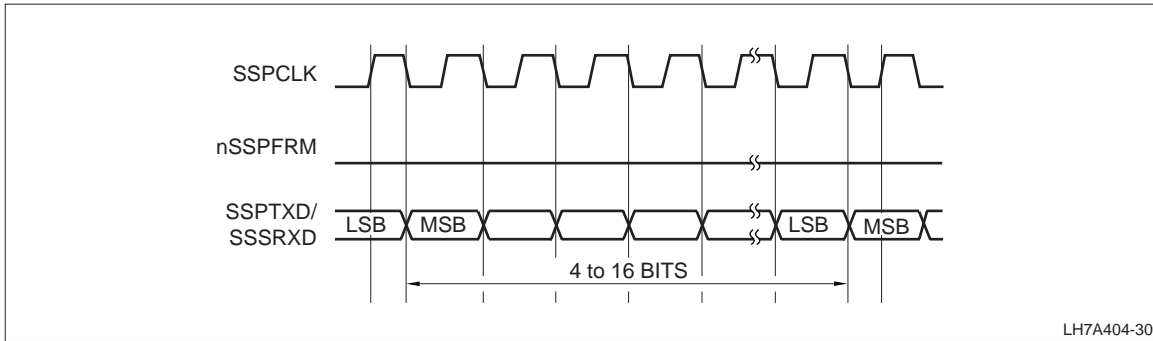 SSPCLK
nSSPFRM
SSPTXD/
SSSRXD
LSB MSB LSB MSB
4 to 16 BITS
LH7A404-30